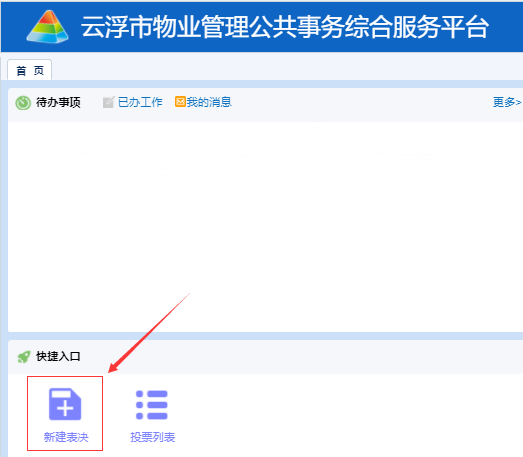 云浮市物业管理公共事务综合服务平台
首 页
待办事项 已办工作 我的消息 更多>
快捷入口
新建表决 投票列表